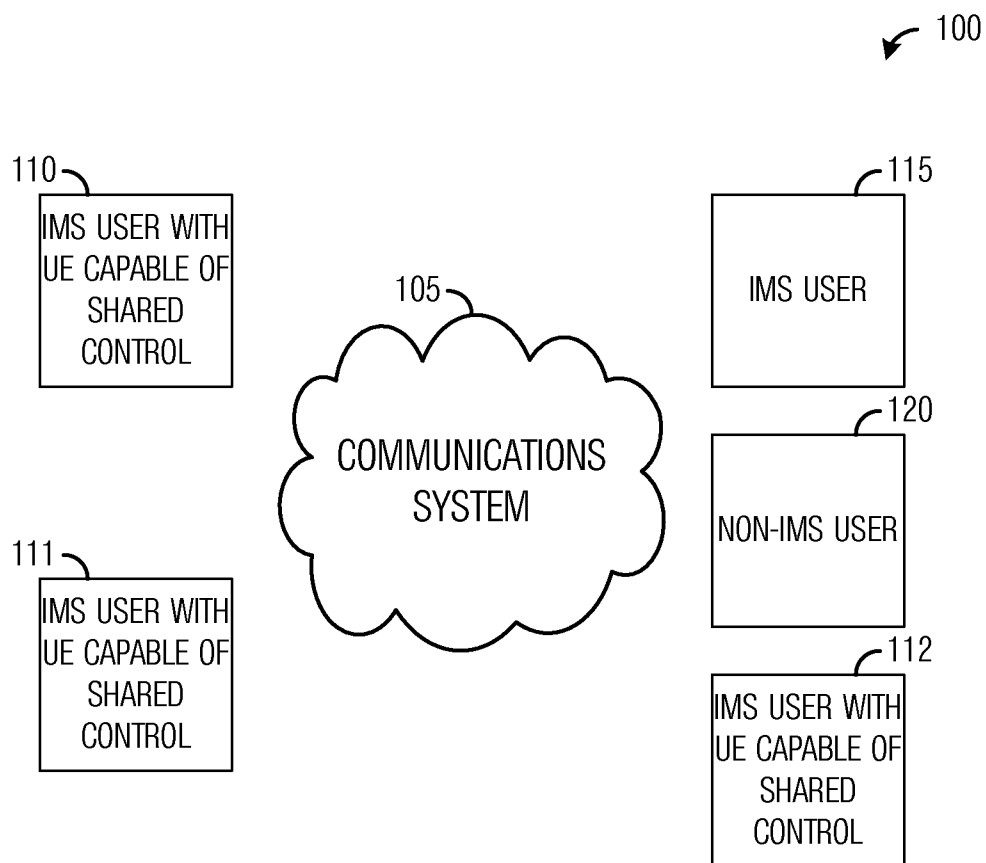 100
110
IMS USER WITH
UE CAPABLE OF
SHARED
CONTROL
115
IMS USER
105
COMMUNICATIONS
SYSTEM
120
NON-IMS USER
111
IMS USER WITH
UE CAPABLE OF
SHARED
CONTROL
112
IMS USER WITH
UE CAPABLE OF
SHARED
CONTROL